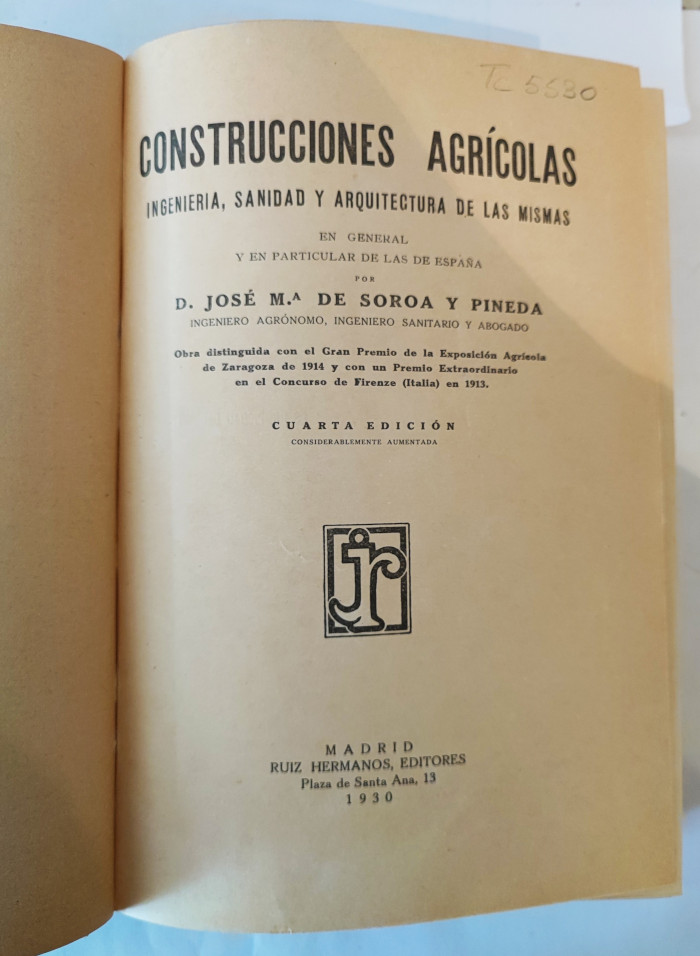 TC 5530
CONSTRUCCIONES AGRÍCOLAS
INGENIERIA, SANIDAD Y ARQUITECTURA DE LAS MISMAS
EN GENERAL
Y EN PARTICULAR DE LAS DE ESPAÑA
POR
D. JOSÉ M.ᴬ DE SOROA Y PINEDA
INGENIERO AGRÓNOMO, INGENIERO SANITARIO Y ABOGADO
Obra distinguida con el Gran Premio de la Exposición Agrícola
de Zaragoza de 1914 y con un Premio Extraordinario
en el Concurso de Firenze (Italia) en 1913.
CUARTA EDICIÓN
CONSIDERABLEMENTE AUMENTADA
jr
MADRID
RUIZ HERMANOS, EDITORES
Plaza de Santa Ana, 13
1930